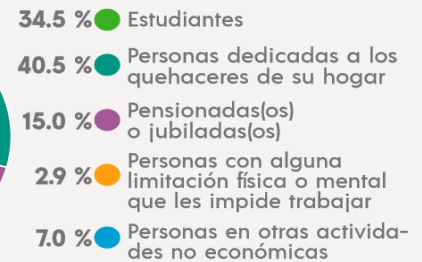 34.5 % Estudiantes
40.5 % Personas dedicadas a los
quehaceres de su hogar
15.0 % Pensionadas(os)
o jubiladas(os)
Personas con alguna
2.9 % limitación física o mental
que les impide trabajar
7.0 % Personas en otras activida-
des no económicas